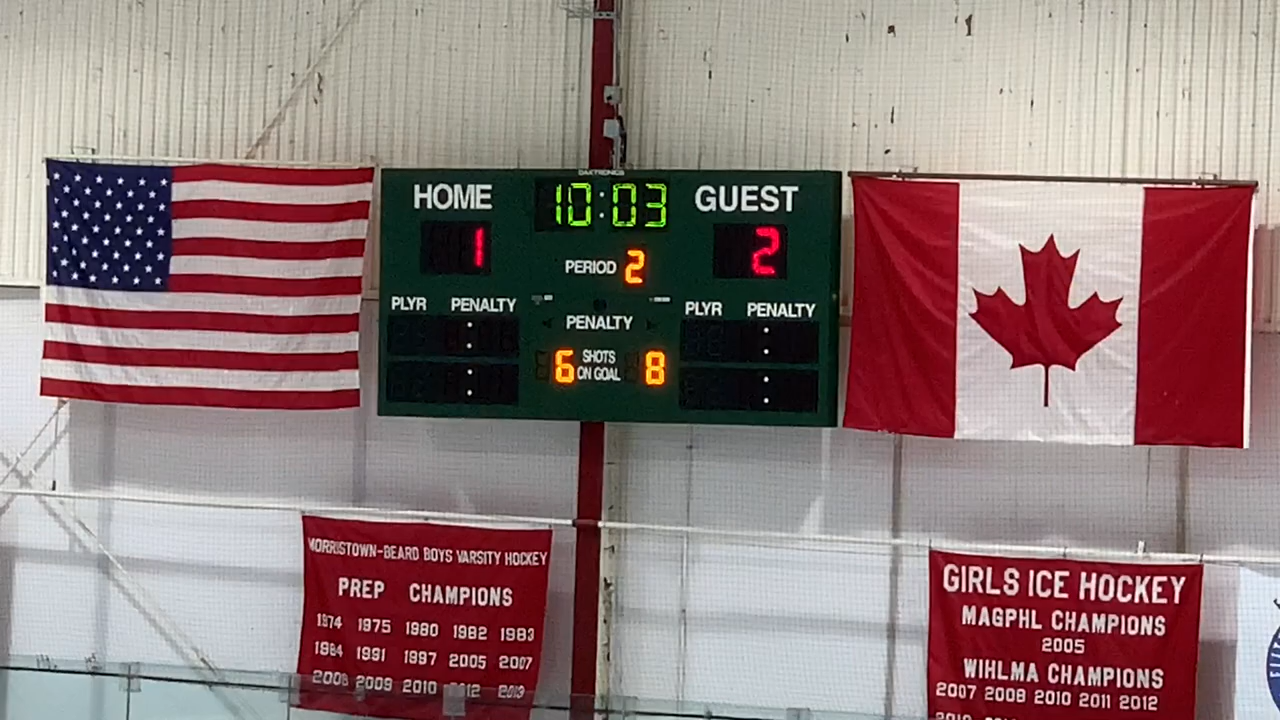 DAKTRONICS
HOME 10:03 GUEST
1 2
PERIOD 2
PLYR PENALTY PLYR PENALTY
PENALTY
: :
6 SHOTS ON GOAL 8
: :
MORRISTOWN-BEARD BOYS VARSITY HOCKEY
PREP CHAMPIONS
1974 1975 1980 1982 1983
1984 1991 1997 2005 2007
2008 2009 2010 2012 2013
GIRLS ICE HOCKEY
MAGPHL CHAMPIONS
2005
WIHLMA CHAMPIONS
2007 2008 2010 2011 2012